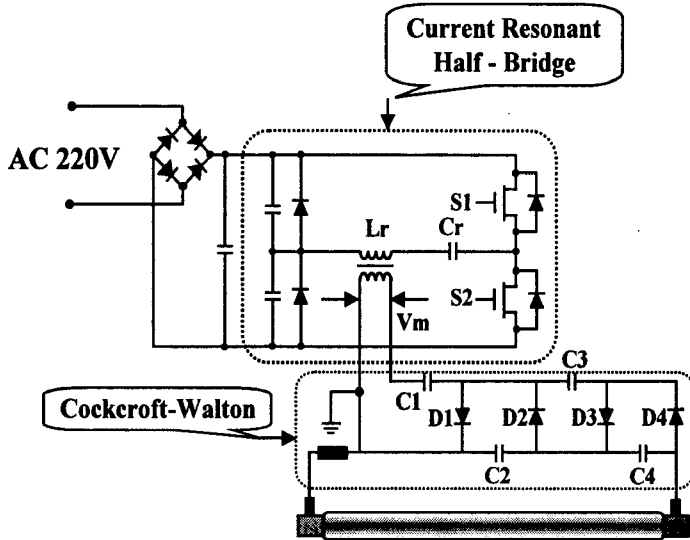 Current Resonant
Half - Bridge
AC 220V
S1
Lr
Cr
S2
Vm
C3
C1
Cockcroft-Walton
D1
D2
D3
D4
C2
C4